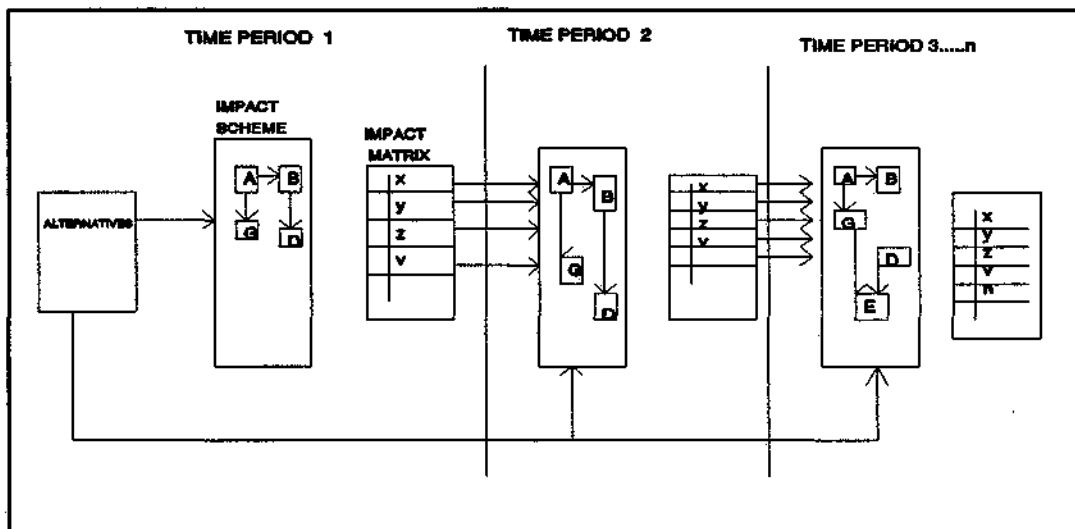 TIME PERIOD 1
TIME PERIOD 2
TIME PERIOD 3.....n
IMPACT
SCHEME
IMPACT
MATRIX
ALTERNATIVES
A
B
G
D
x
y
z
v
A
B
G
D
x
y
z
v
A
B
G
D
E
x
y
z
v
n